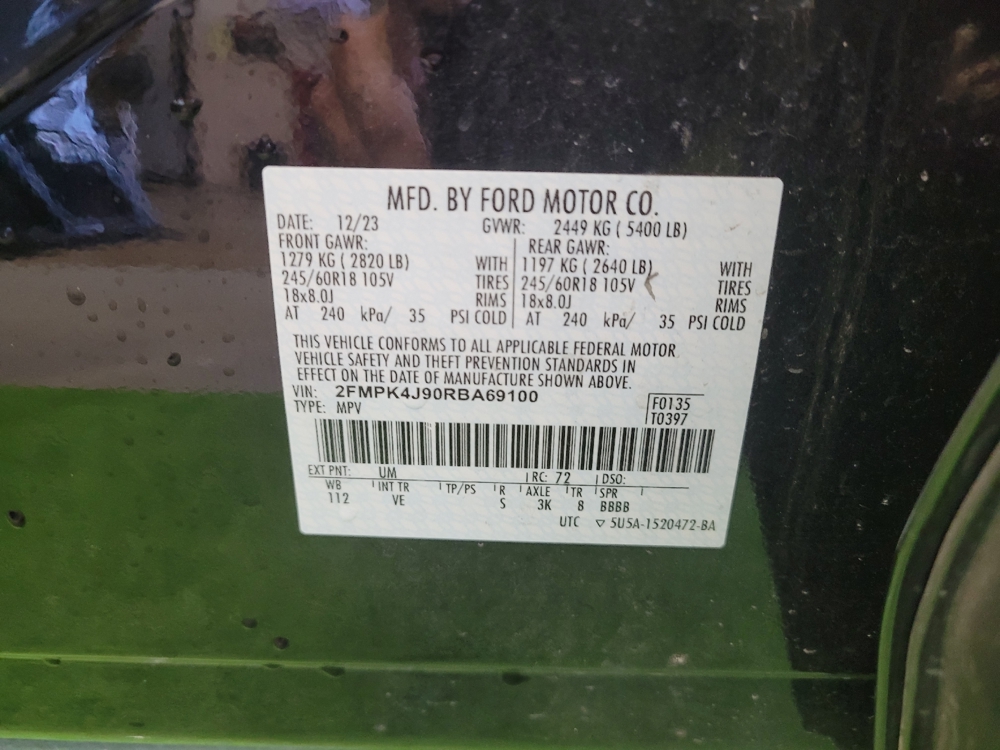 MFD. BY FORD MOTOR CO.
DATE: 12/23 GVWR: 2449 KG ( 5400 LB)
FRONT GAWR: REAR GAWR:
1279 KG ( 2820 LB) WITH 1197 KG ( 2640 LB) WITH
245/60R18 105V TIRES 245/60R18 105V TIRES
18x8.0J RIMS 18x8.0J RIMS
AT 240 kPa/ 35 PSI COLD AT 240 kPa/ 35 PSI COLD
THIS VEHICLE CONFORMS TO ALL APPLICABLE FEDERAL MOTOR
VEHICLE SAFETY AND THEFT PREVENTION STANDARDS IN
EFFECT ON THE DATE OF MANUFACTURE SHOWN ABOVE.
VIN: 2FMPK4J90RBA69100
TYPE: MPV
F0135
T0397
EXT PNT: UM RC: 72 DSO:
WB INT TR TP/PS R AXLE TR SPR
112 VE S 3K 8 BBBB
UTC ▽ 5U5A-1520472-BA